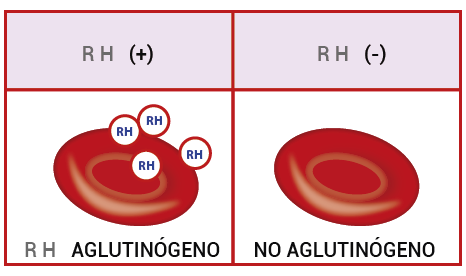 RH (+)
RH (-)
RH
RH
RH
RH
RH AGLUTINÓGENO
NO AGLUTINÓGENO